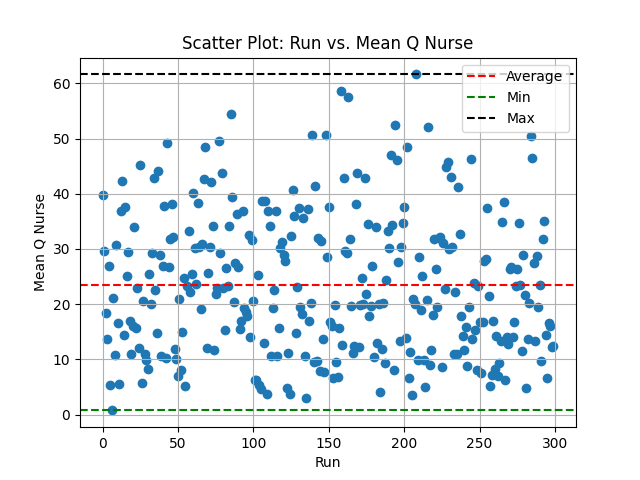 Scatter Plot: Run vs. Mean Q Nurse
Average
Min
Max
Mean Q Nurse
60
50
40
30
20
10
0
0 50 100 150 200 250 300
Run